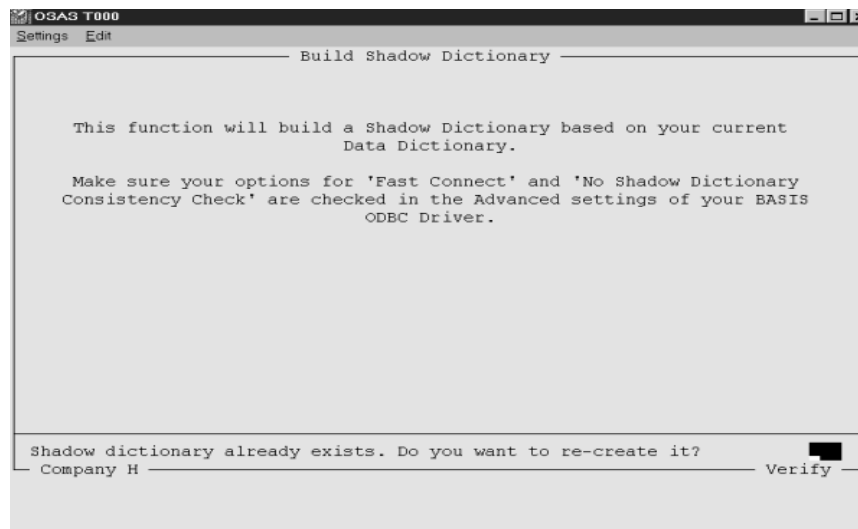 OSAS T000
Settings Edit
Build Shadow Dictionary
This function will build a Shadow Dictionary based on your current
Data Dictionary.
Make sure your options for 'Fast Connect' and 'No Shadow Dictionary
Consistency Check' are checked in the Advanced settings of your BASIS
ODBC Driver.
Shadow dictionary already exists. Do you want to re-create it?
Company H
Verify